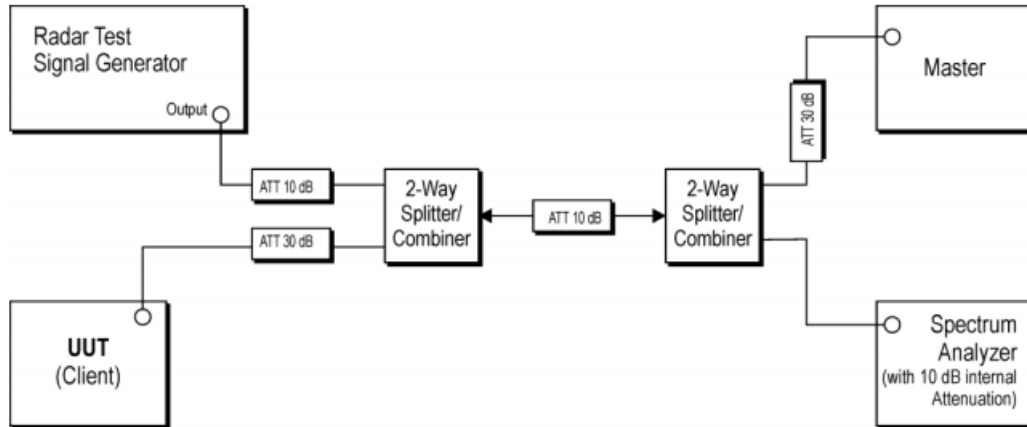 Radar Test
Signal Generator
Output
Master
ATT 30 dB
ATT 10 dB
2-Way
Splitter/
Combiner
ATT 10 dB
2-Way
Splitter/
Combiner
ATT 30 dB
UUT
(Client)
Spectrum
Analyzer
(with 10 dB internal
Attenuation)